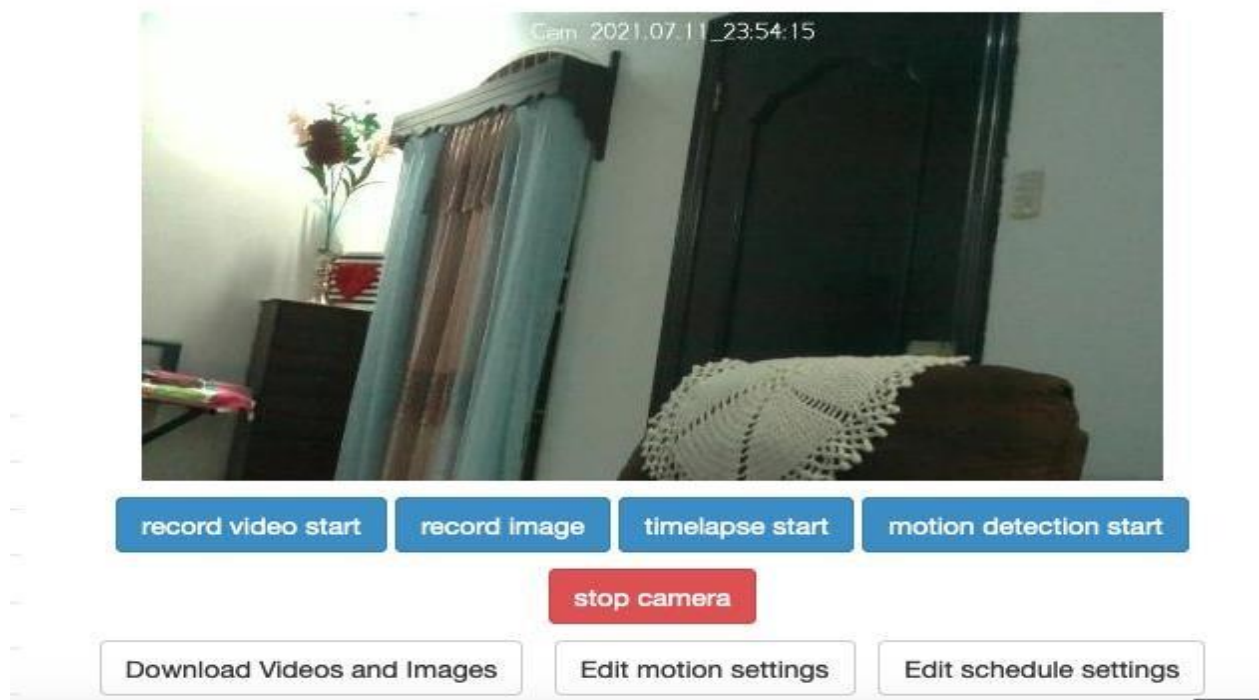 Cam 2021.07.11_23:54:15
record video start
record image
timelapse start
motion detection start
stop camera
Download Videos and Images
Edit motion settings
Edit schedule settings